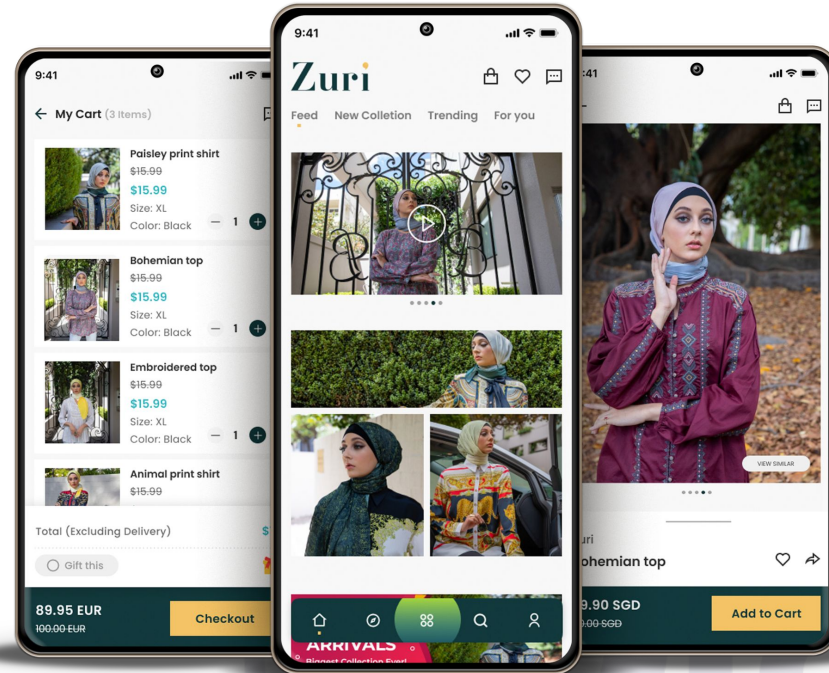 9:41
My Cart (3 Items)
Paisley print shirt
$15.99
$15.99
Size: XL
Color: Black
1
Bohemian top
$15.99
$15.99
Size: XL
Color: Black
1
Embroidered top
$15.99
$15.99
Size: XL
Color: Black
1
Animal print shirt
$15.99
Total (Excluding Delivery)
$
Gift this
89.95 EUR
100.00 EUR
Checkout
9:41
Zuri
Feed New Colletion Trending For you
ARRIVALS
Biggest Collection Ever!
:41
VIEW SIMILAR
uri
ohemian top
9.90 SGD
.00 SGD
Add to Cart